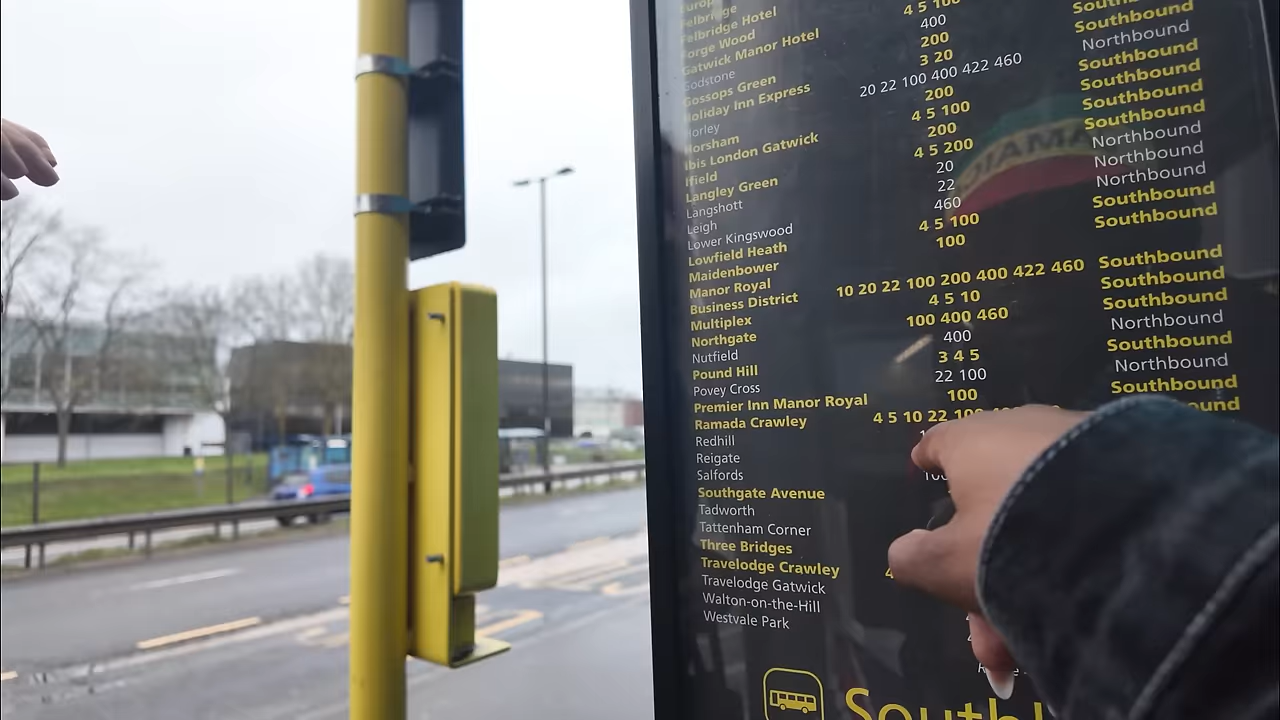 Felbridge
Felbridge Hotel
Forge Wood
Gatwick Manor Hotel 4 5 100
Godstone 400
Gossops Green 200
Holiday Inn Express 3 20 Southbound
Horley 20 22 100 400 422 460 Northbound
Horsham 200 Southbound
Ibis London Gatwick 4 5 100 Southbound
Ifield 200 Southbound
Langley Green 4 5 200 Southbound
Langshott 20 Northbound
Leigh 22 Northbound
Lower Kingswood 460 Northbound
Lowfield Heath 4 5 100 Southbound
Maidenbower 100 Southbound
Manor Royal
Business District 10 20 22 100 200 400 422 460 Southbound
Multiplex 4 5 10 Southbound
Northgate 100 400 460 Southbound
Nutfield 400 Northbound
Pound Hill 3 4 5 Southbound
Povey Cross 22 100 Northbound
Premier Inn Manor Royal 100 Southbound
Ramada Crawley 4 5 10 22 100
Redhill
Reigate
Salfords
Southgate Avenue
Tadworth
Tattenham Corner
Three Bridges
Travelodge Crawley
Travelodge Gatwick
Walton-on-the-Hill
Westvale Park